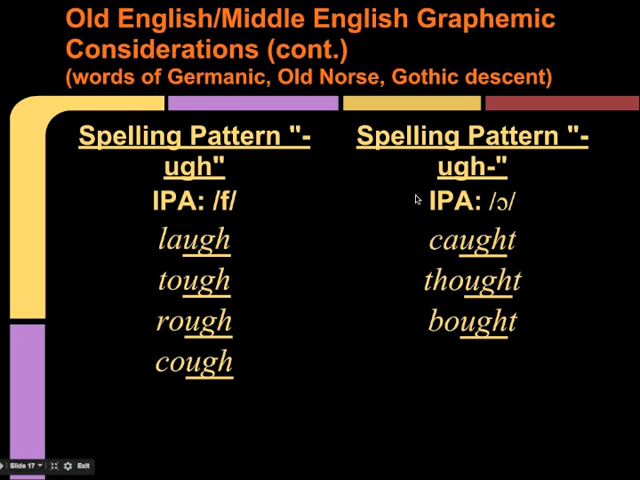 Old English/Middle English Graphemic
Considerations (cont.)
(words of Germanic, Old Norse, Gothic descent)
Spelling Pattern "-
ugh"
IPA: /f/
laugh
tough
rough
cough
Spelling Pattern "-
ugh-"
IPA: /ɔ/
caught
thought
bought
Slide 17 Exit